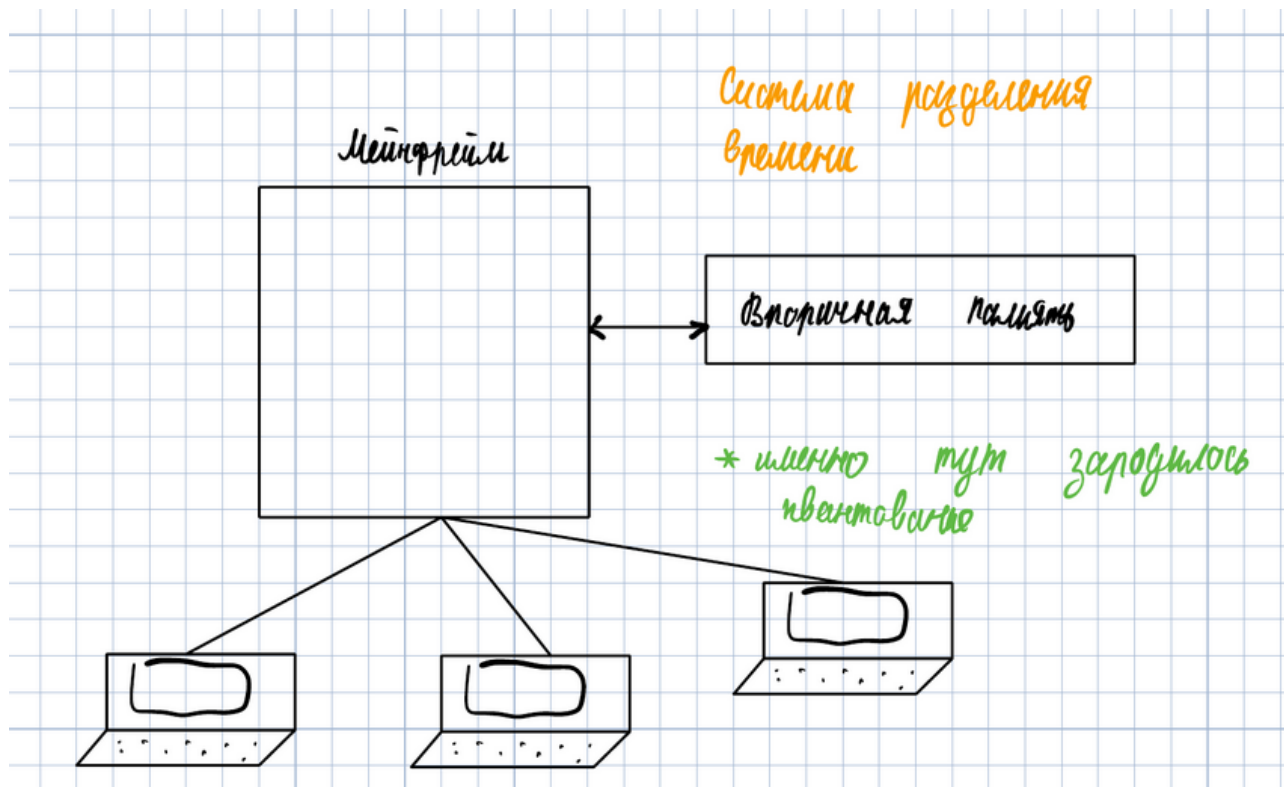 Система разделения
времени
Мейнфрейм
Вторичная память
* именно тут зародилось
квантование